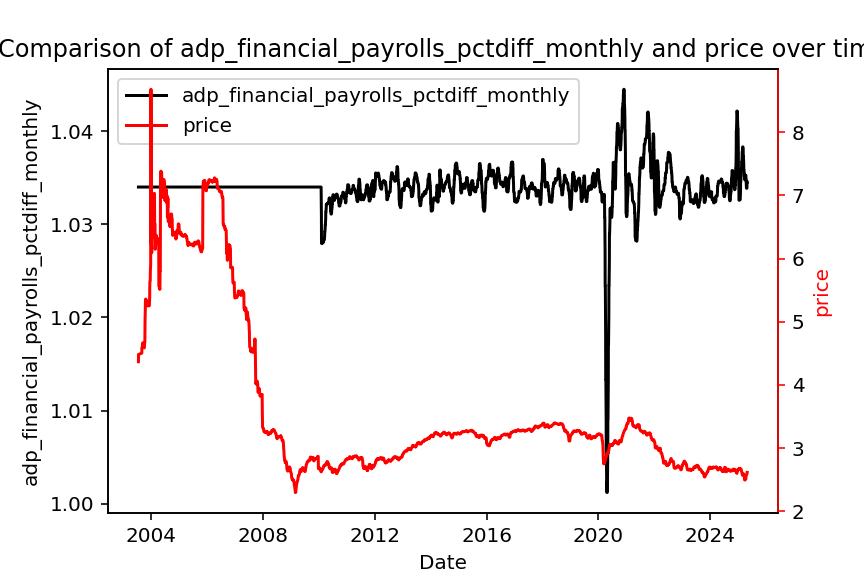 Comparison of adp_financial_payrolls_pctdiff_monthly and price over tim
adp_financial_payrolls_pctdiff_monthly
price
adp_financial_payrolls_pctdiff_monthly
1.04
1.03
1.02
1.01
1.00
8
7
6
5
4
3
2
price
2004 2008 2012 2016 2020 2024
Date